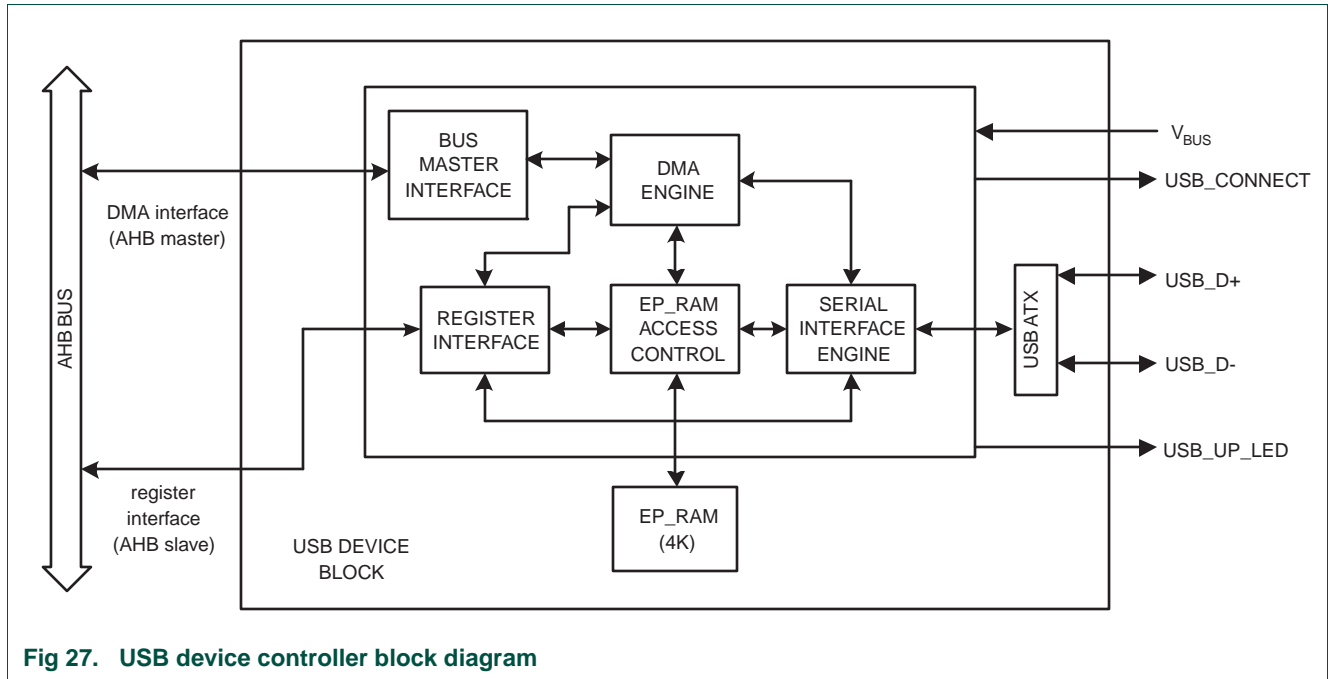 BUS
MASTER
INTERFACE
DMA
ENGINE
V_BUS
USB_CONNECT
DMA interface
(AHB master)
AHB BUS
REGISTER
INTERFACE
EP_RAM
ACCESS
CONTROL
SERIAL
INTERFACE
ENGINE
USB ATX
USB_D+
USB_D-
USB_UP_LED
register
interface
(AHB slave)
USB DEVICE
BLOCK
EP_RAM
(4K)
Fig 27. USB device controller block diagram